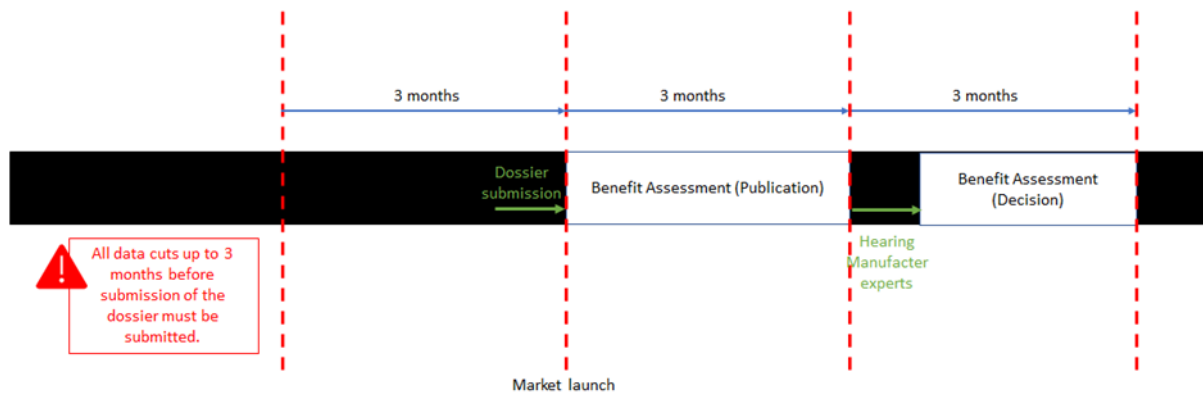 3 months
3 months
3 months
Dossier
submission
Benefit Assessment (Publication)
Benefit Assessment
(Decision)
Hearing
Manufacter
experts
All data cuts up to 3
months before
submission of the
dossier must be
submitted.
Market launch